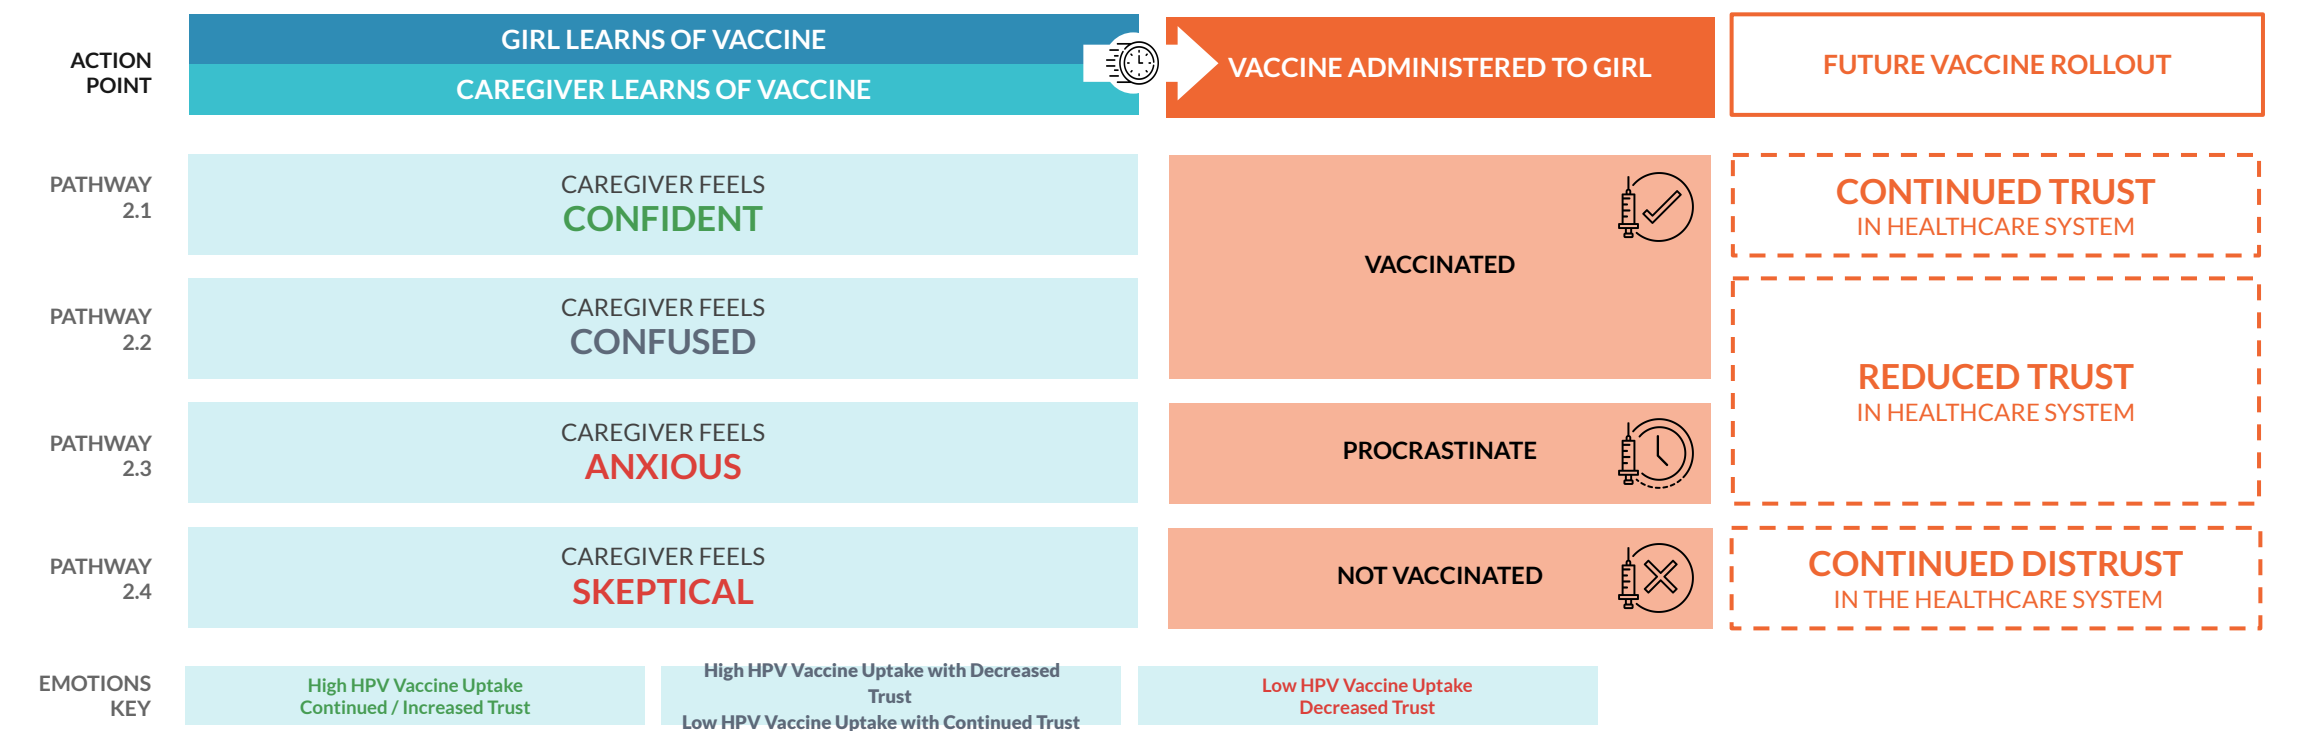 ACTION
POINT
GIRL LEARNS OF VACCINE
CAREGIVER LEARNS OF VACCINE
VACCINE ADMINISTERED TO GIRL
FUTURE VACCINE ROLLOUT
PATHWAY
2.1
CAREGIVER FEELS
CONFIDENT
VACCINATED
CONTINUED TRUST
IN HEALTHCARE SYSTEM
PATHWAY
2.2
CAREGIVER FEELS
CONFUSED
REDUCED TRUST
IN HEALTHCARE SYSTEM
PATHWAY
2.3
CAREGIVER FEELS
ANXIOUS
PROCRASTINATE
PATHWAY
2.4
CAREGIVER FEELS
SKEPTICAL
NOT VACCINATED
CONTINUED DISTRUST
IN THE HEALTHCARE SYSTEM
EMOTIONS
KEY
High HPV Vaccine Uptake
Continued / Increased Trust
High HPV Vaccine Uptake with Decreased
Trust
Low HPV Vaccine Uptake with Continued Trust
Low HPV Vaccine Uptake
Decreased Trust